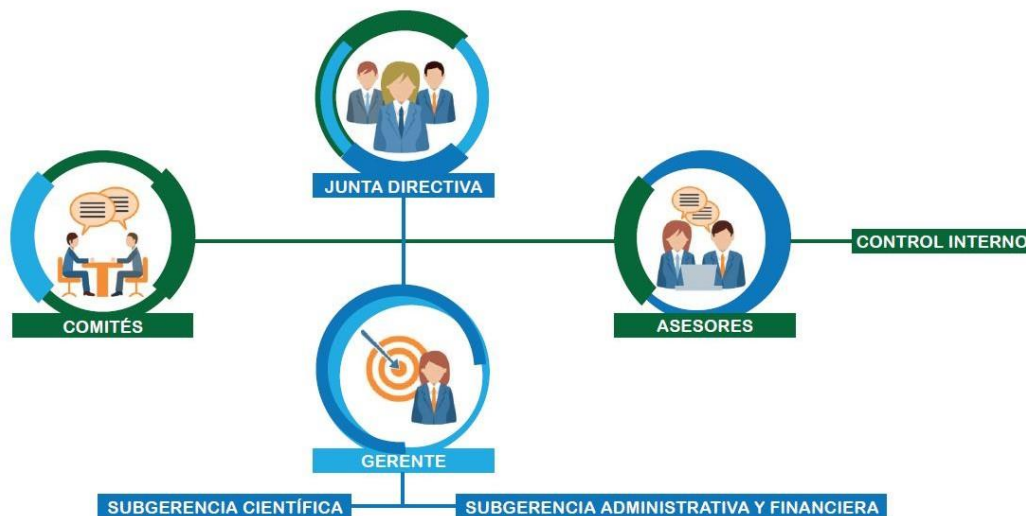 JUNTA DIRECTIVA
CONTROL INTERNO
COMITÉS
ASESORES
GERENTE
SUBGERENCIA CIENTÍFICA
SUBGERENCIA ADMINISTRATIVA Y FINANCIERA